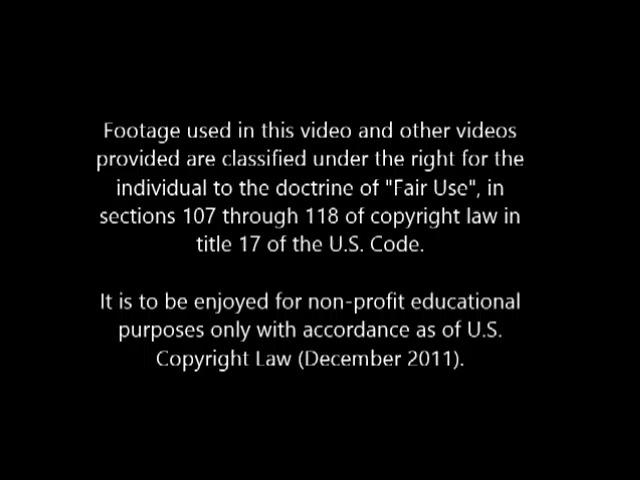 Footage used in this video and other videos
provided are classified under the right for the
individual to the doctrine of "Fair Use", in
sections 107 through 118 of copyright law in
title 17 of the U.S. Code.
It is to be enjoyed for non-profit educational
purposes only with accordance as of U.S.
Copyright Law (December 2011).